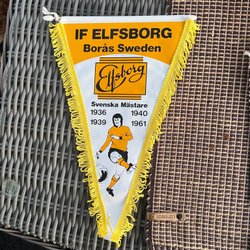 IF ELFSBORG
Borås Sweden
Elfsborg
Svenska Mästare
1936 1940
1939 1961